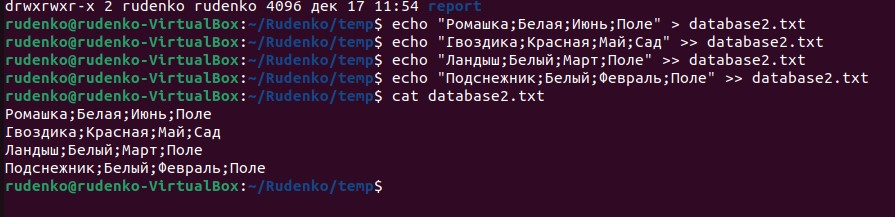 drwxrwxr-x 2 rudenko rudenko 4096 дек 17 11:54 report
rudenko@rudenko-VirtualBox:~/Rudenko/temp$ echo "Ромашка;Белая;Июнь;Поле" > database2.txt
rudenko@rudenko-VirtualBox:~/Rudenko/temp$ echo "Гвоздика;Красная;Май;Сад" >> database2.txt
rudenko@rudenko-VirtualBox:~/Rudenko/temp$ echo "Ландыш;Белый;Март;Поле" >> database2.txt
rudenko@rudenko-VirtualBox:~/Rudenko/temp$ echo "Подснежник;Белый;Февраль;Поле" >> database2.txt
rudenko@rudenko-VirtualBox:~/Rudenko/temp$ cat database2.txt
Ромашка;Белая;Июнь;Поле
Гвоздика;Красная;Май;Сад
Ландыш;Белый;Март;Поле
Подснежник;Белый;Февраль;Поле
rudenko@rudenko-VirtualBox:~/Rudenko/temp$